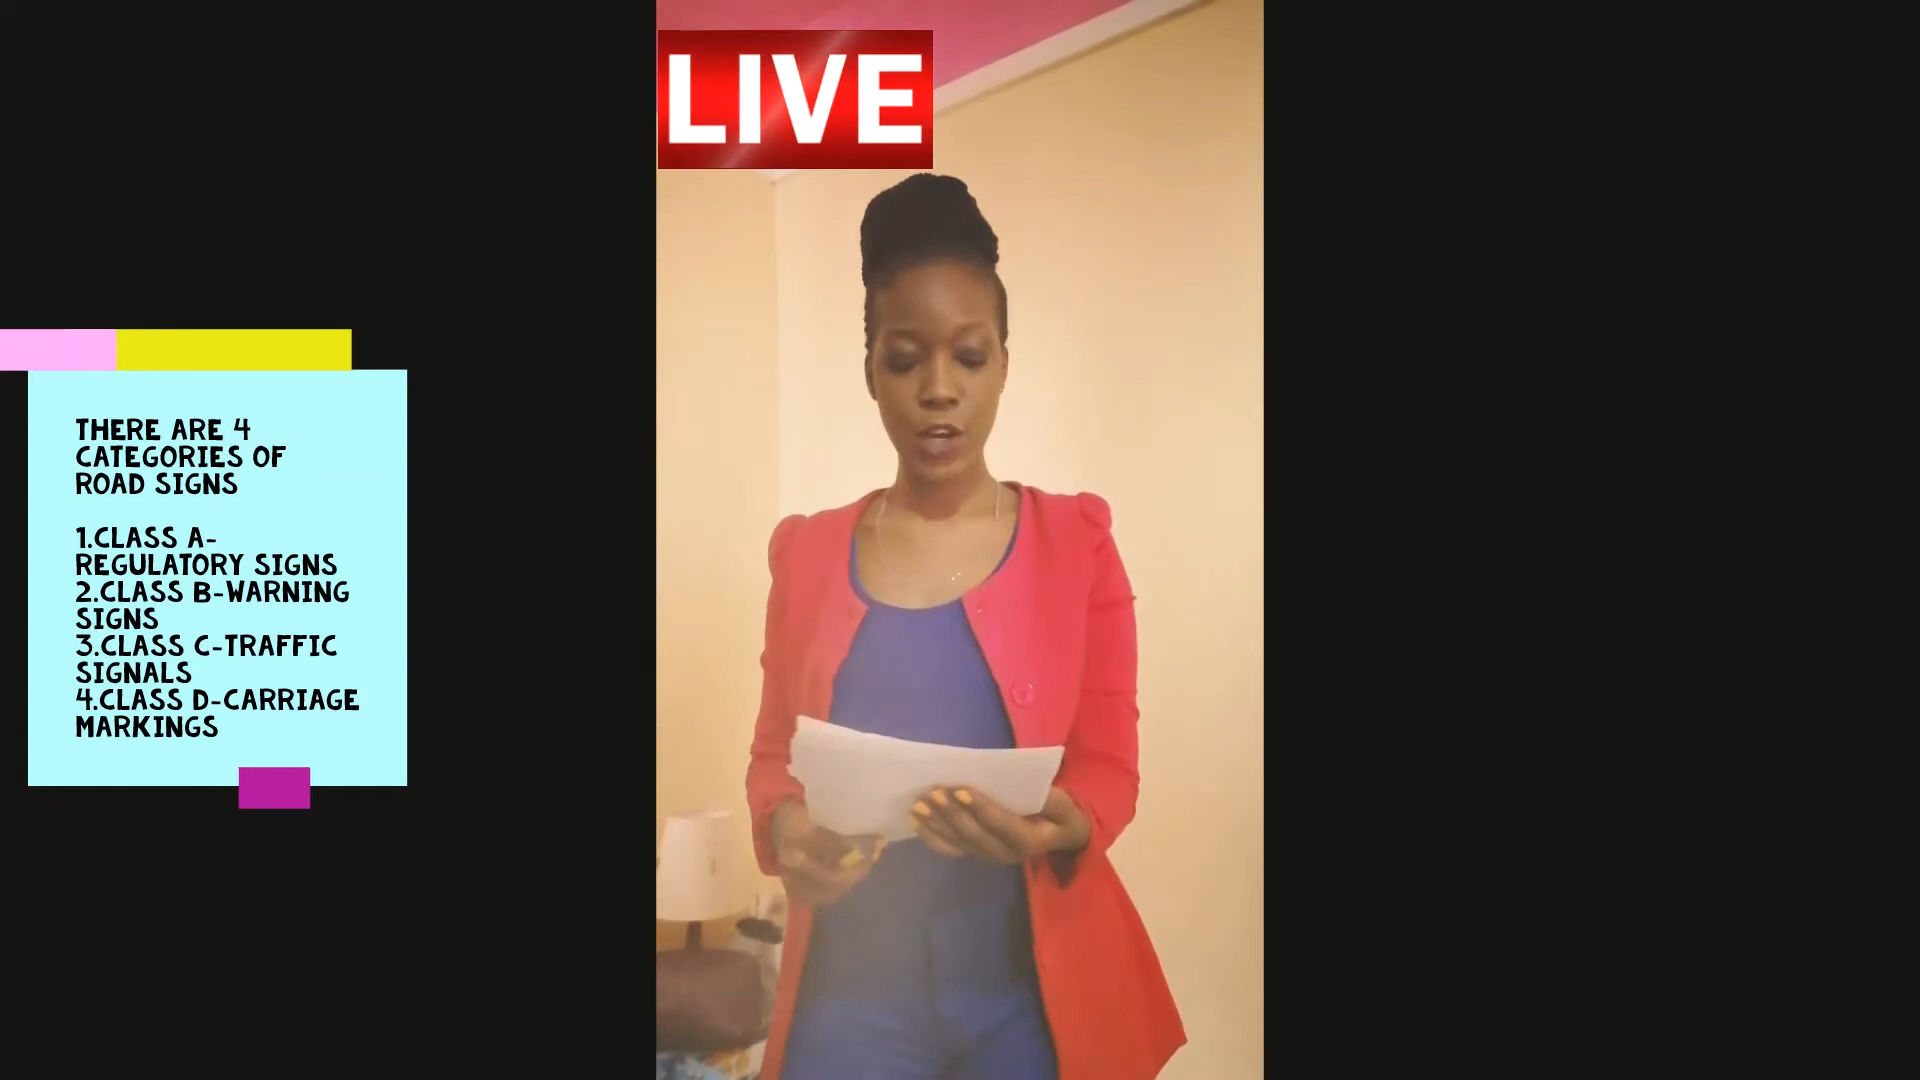 LIVE
THERE ARE 4
CATEGORIES OF
ROAD SIGNS
1.CLASS A-
REGULATORY SIGNS
2.CLASS B-WARNING
SIGNS
3.CLASS C-TRAFFIC
SIGNALS
4.CLASS D-CARRIAGE
MARKINGS